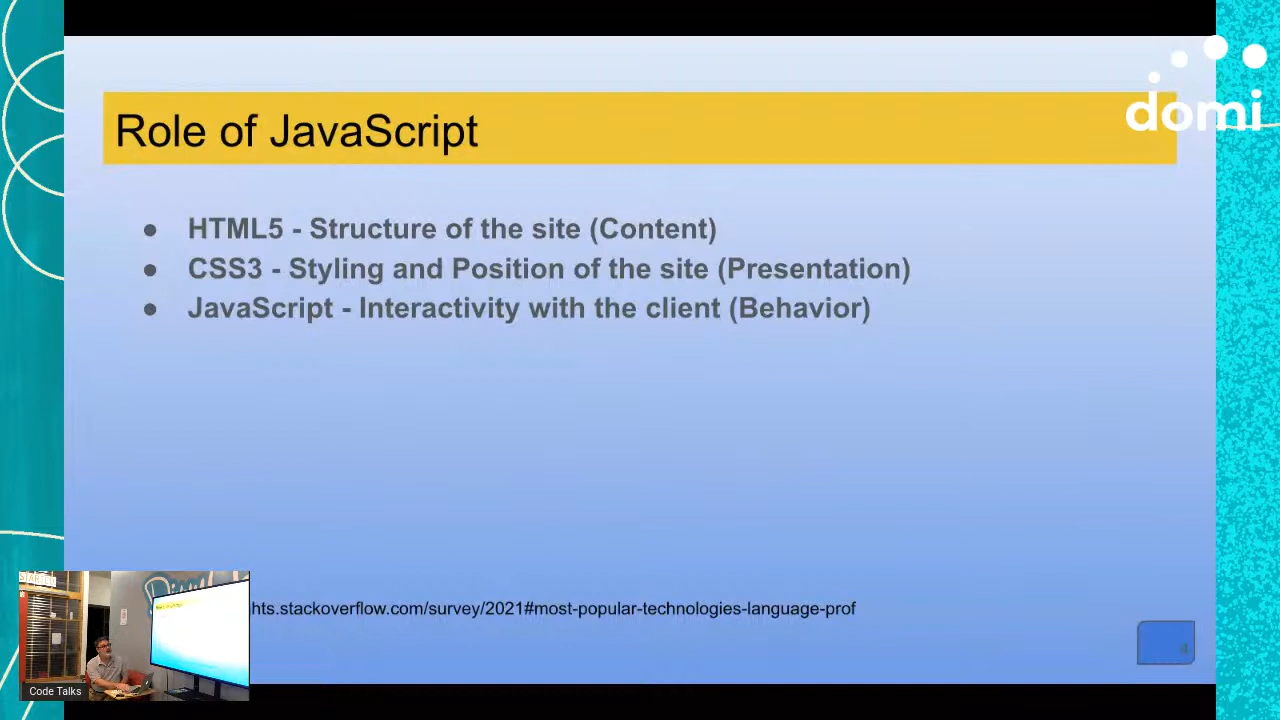 domi
Role of JavaScript
● HTML5 - Structure of the site (Content)
● CSS3 - Styling and Position of the site (Presentation)
● JavaScript - Interactivity with the client (Behavior)
hts.stackoverflow.com/survey/2021#most-popular-technologies-language-prof
4
Code Talks